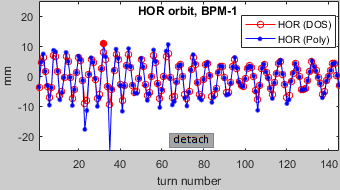 HOR orbit, BPM-1
HOR (DOS)
HOR (Poly)
20
10
0
-10
-20
mm
detach
20 40 60 80 100 120 140
turn number